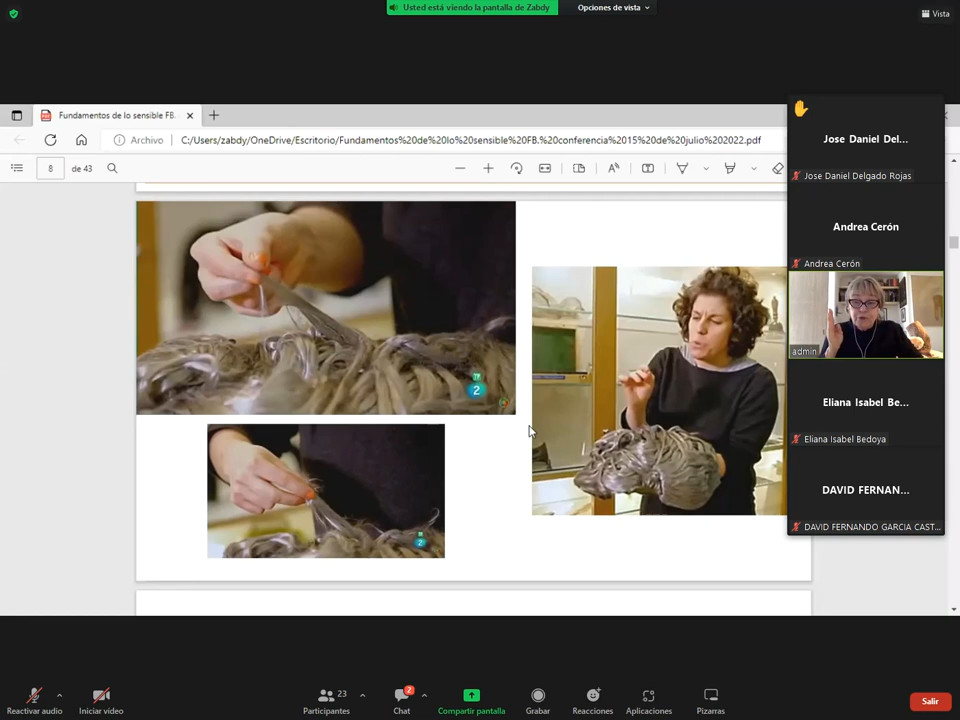 Usted está viendo la pantalla de Zabdy
Opciones de vista
Vista
Fundamentos de lo sensible FB.
Archivo
C:/Users/zabdy/OneDrive/Escritorio/Fundamentos%20de%20lo%20sensible%20FB.%20conferencia%2015%20de%20julio%202022.pdf
8 de 43
Jose Daniel Del...
Jose Daniel Delgado Rojas
Andrea Cerón
Andrea Cerón
admin
Eliana Isabel Be...
Eliana Isabel Bedoya
DAVID FERNAN...
DAVID FERNANDO GARCIA CAST...
2
2
Reactivar audio
Iniciar video
Participantes
23
Chat
2
Compartir pantalla
Grabar
Reacciones
Aplicaciones
Pizarras
Salir